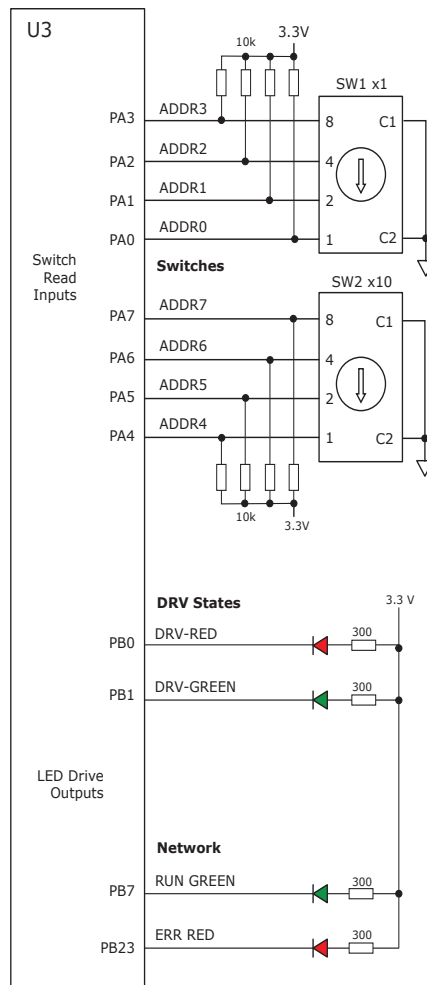 U3
3.3V
10k
SW1 x1
PA3 ADDR3 8 C1
PA2 ADDR2 4
PA1 ADDR1 2
PA0 ADDR0 1 C2
Switch
Read
Inputs
Switches
SW2 x10
PA7 ADDR7 8 C1
PA6 ADDR6 4
PA5 ADDR5 2
PA4 ADDR4 1 C2
10k
3.3V
DRV States
3.3 V
PB0 DRV-RED 300
PB1 DRV-GREEN 300
LED Drive
Outputs
Network
PB7 RUN GREEN 300
PB23 ERR RED 300